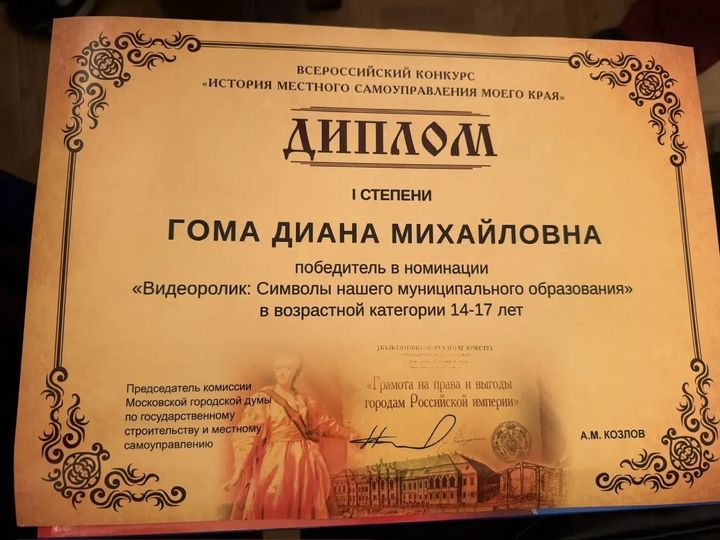 ВСЕРОССИЙСКИЙ КОНКУРС
«ИСТОРИЯ МЕСТНОГО САМОУПРАВЛЕНИЯ МОЕГО КРАЯ»
ДИПЛОМ
I СТЕПЕНИ
ГОМА ДИАНА МИХАЙЛОВНА
победитель в номинации
«Видеоролик: Символы нашего муниципального образования»
в возрастной категории 14-17 лет
«Грамота на права и выгоды
городам Российской империи»
Председатель комиссии
Московской городской думы
по государственному
строительству и местному
самоуправлению
А.М. КОЗЛОВ